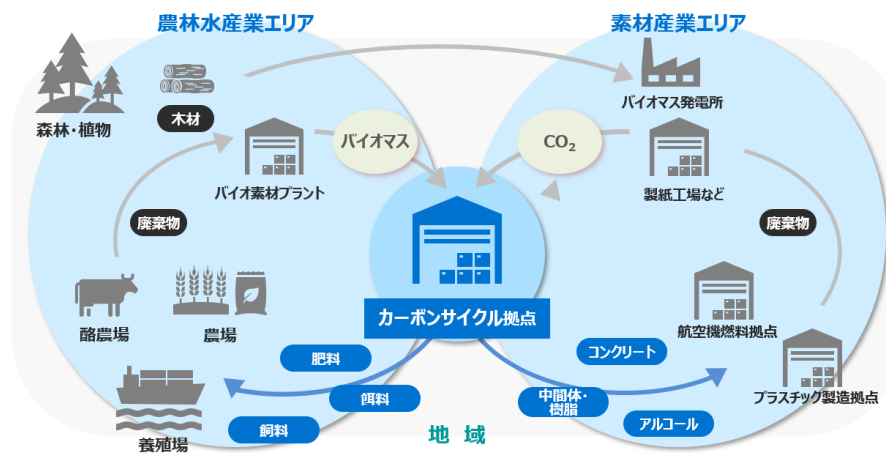 農林水産業エリア
素材産業エリア
森林・植物
木材
バイオマス発電所
バイオマス
CO₂
バイオ素材プラント
製紙工場など
廃棄物
廃棄物
酪農場
農場
カーボンサイクル拠点
航空機燃料拠点
肥料
コンクリート
餌料
中間体・
樹脂
プラスチック製造拠点
飼料
アルコール
養殖場
地域